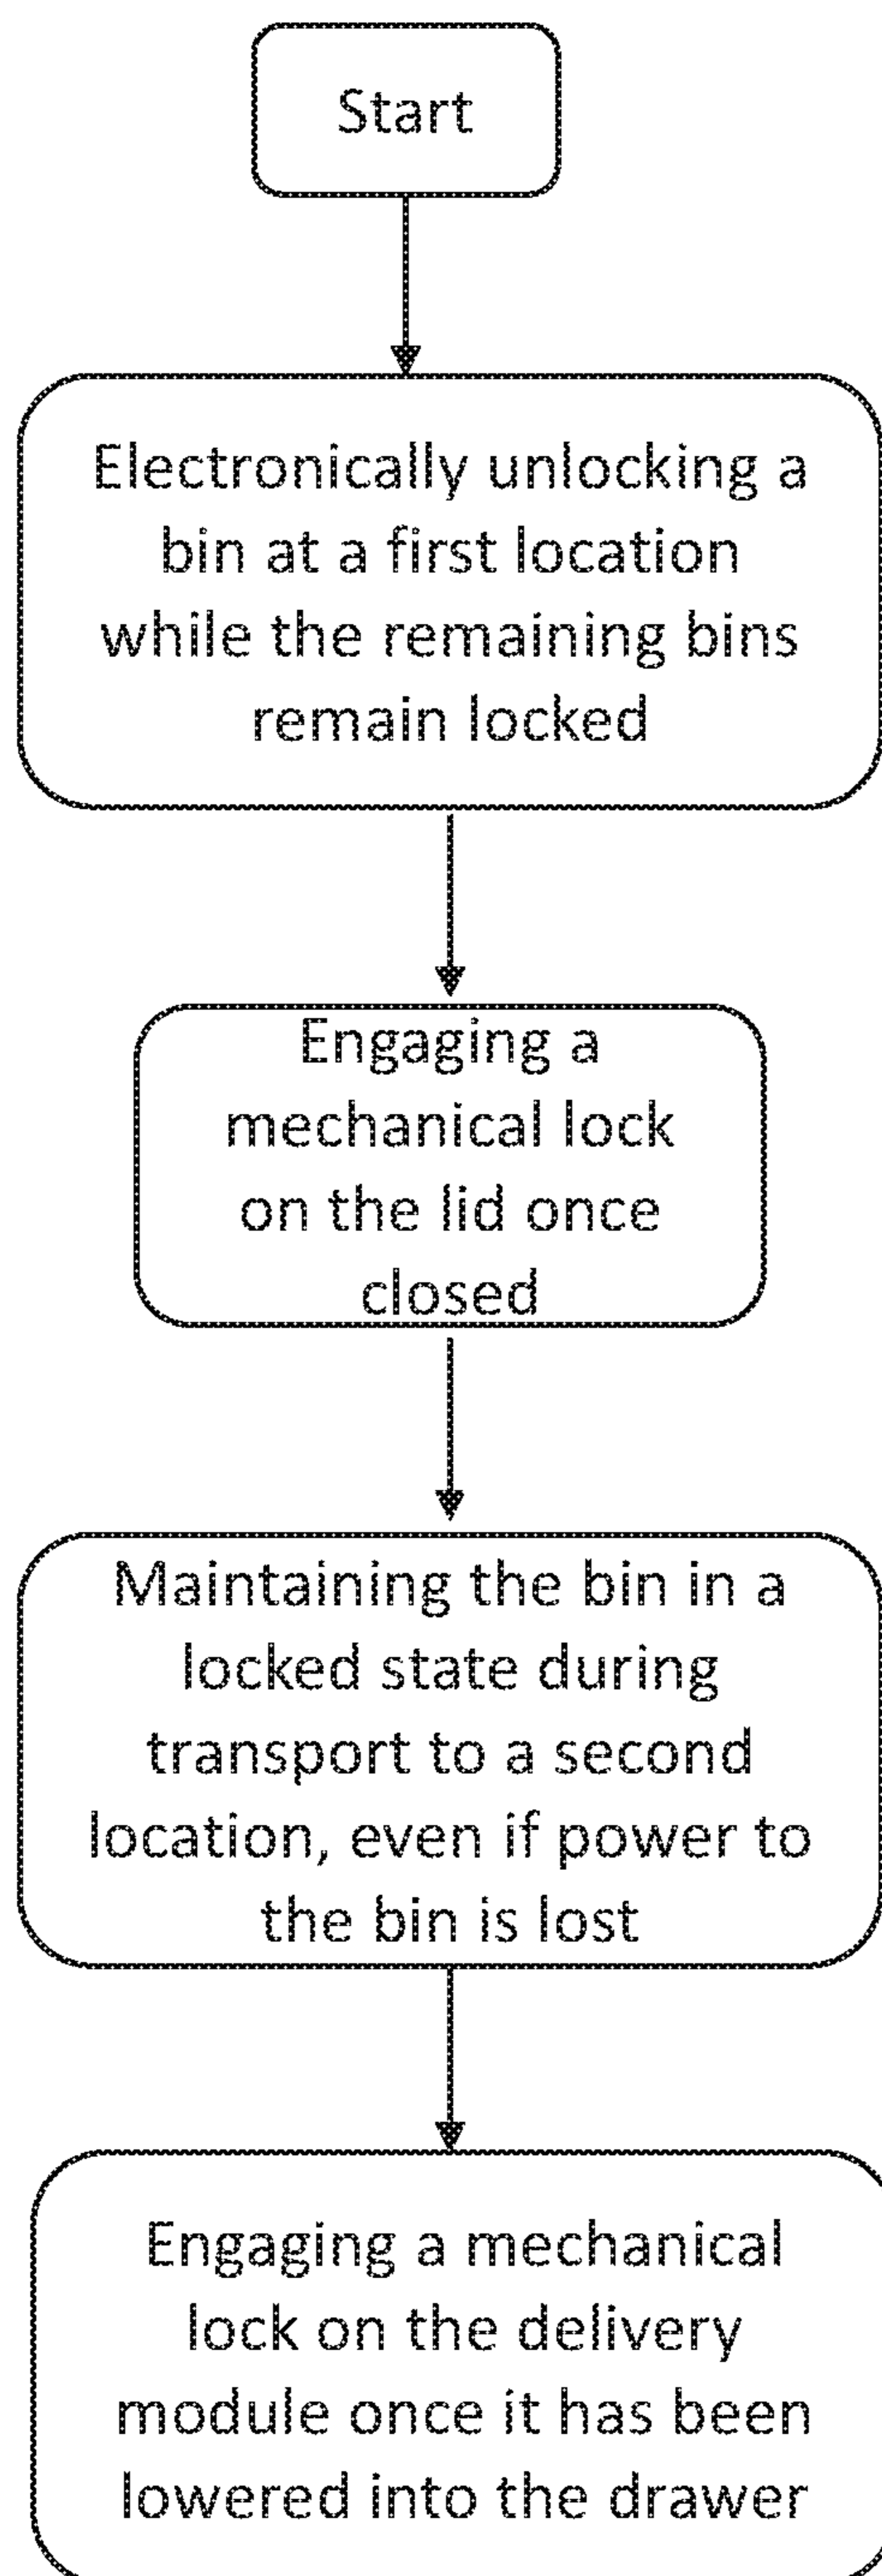 Start
Electronically unlocking a
bin at a first location
while the remaining bins
remain locked
Engaging a
mechanical lock
on the lid once
closed
Maintaining the bin in a
locked state during
transport to a second
location, even if power to
the bin is lost
Engaging a mechanical
lock on the delivery
module once it has been
lowered into the drawer